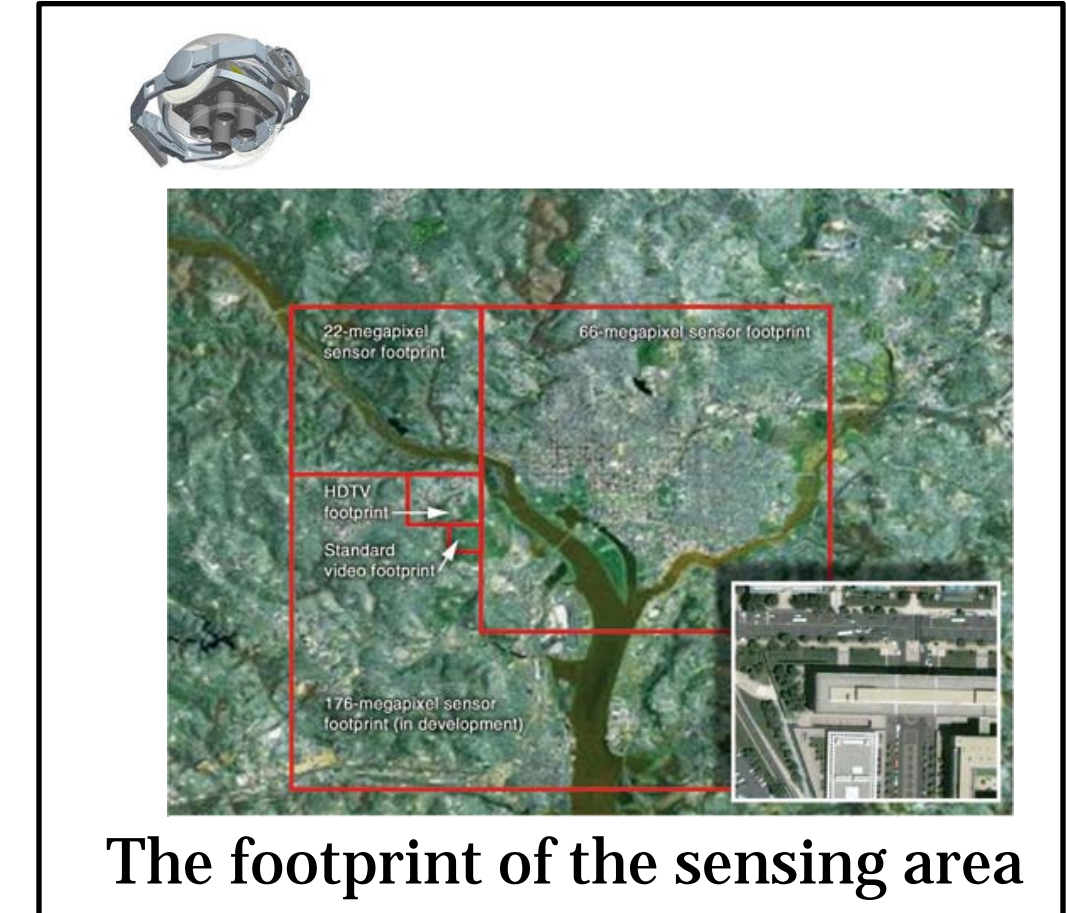 22-megapixel
sensor footprint
66-megapixel sensor footprint
HDTV
footprint
Standard
video footprint
176-megapixel sensor
footprint (in development)
The footprint of the sensing area